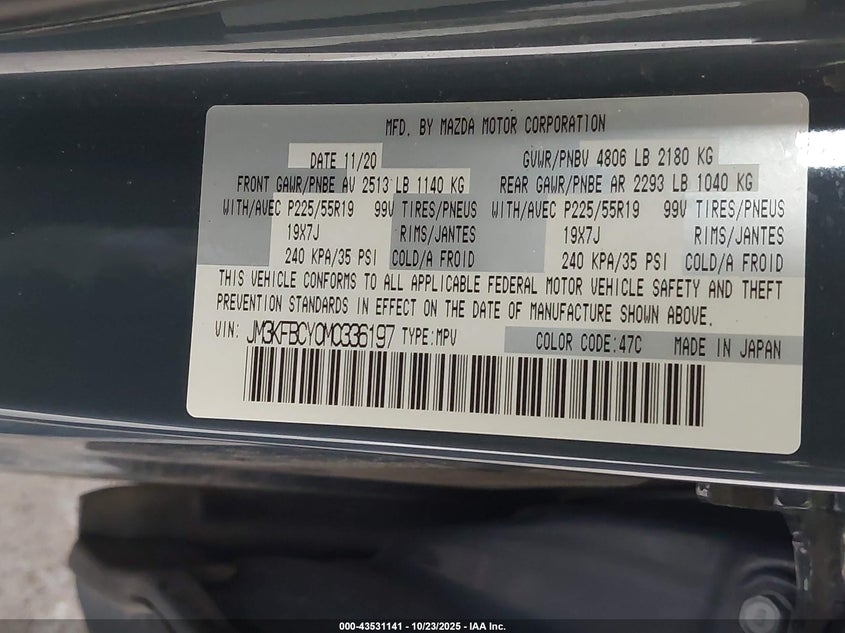 MFD. BY MAZDA MOTOR CORPORATION
DATE 11/20 GVWR/PNBV 4806 LB 2180 KG
FRONT GAWR/PNBE AV 2513 LB 1140 KG REAR GAWR/PNBE AR 2293 LB 1040 KG
WITH/AVEC P225/55R19 99V TIRES/PNEUS WITH/AVEC P225/55R19 99V TIRES/PNEUS
19X7J RIMS/JANTES 19X7J RIMS/JANTES
240 KPA/35 PSI COLD/A FROID 240 KPA/35 PSI COLD/A FROID
THIS VEHICLE CONFORMS TO ALL APPLICABLE FEDERAL MOTOR VEHICLE SAFETY AND THEFT
PREVENTION STANDARDS IN EFFECT ON THE DATE OF MANUFACTURE SHOWN ABOVE.
VIN: JM3KFBCY0M0336197 TYPE:MPV COLOR CODE:47C MADE IN JAPAN
000-43531141 - 10/23/2025 - IAA Inc.